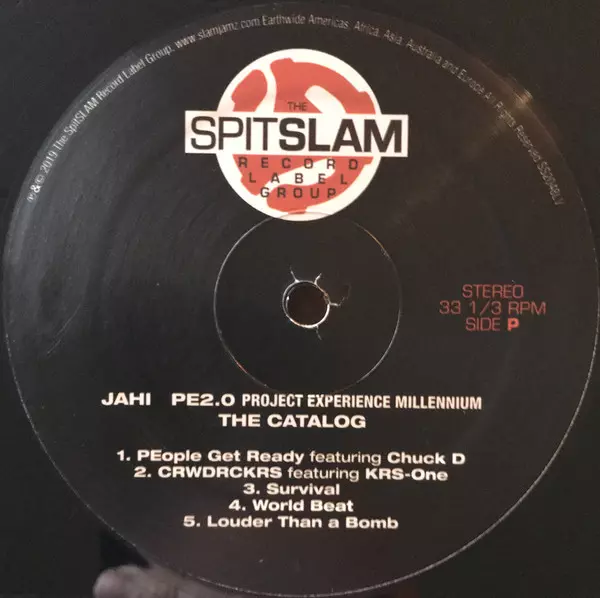 ℗ & © 2019 The SpitSLAM Record Label Group. www.slamjamz.com Earthwide Americas, Africa, Asia, Australia and Europe All Rights Reserved
THE
SPITSLAM
RECORD
LABEL
GROUP
STEREO
33 1/3 RPM
SIDE P
JAHI PE2.0 PROJECT EXPERIENCE MILLENNIUM
THE CATALOG
1. PEople Get Ready featuring Chuck D
2. CRWDRCKRS featuring KRS-One
3. Survival
4. World Beat
5. Louder Than a Bomb